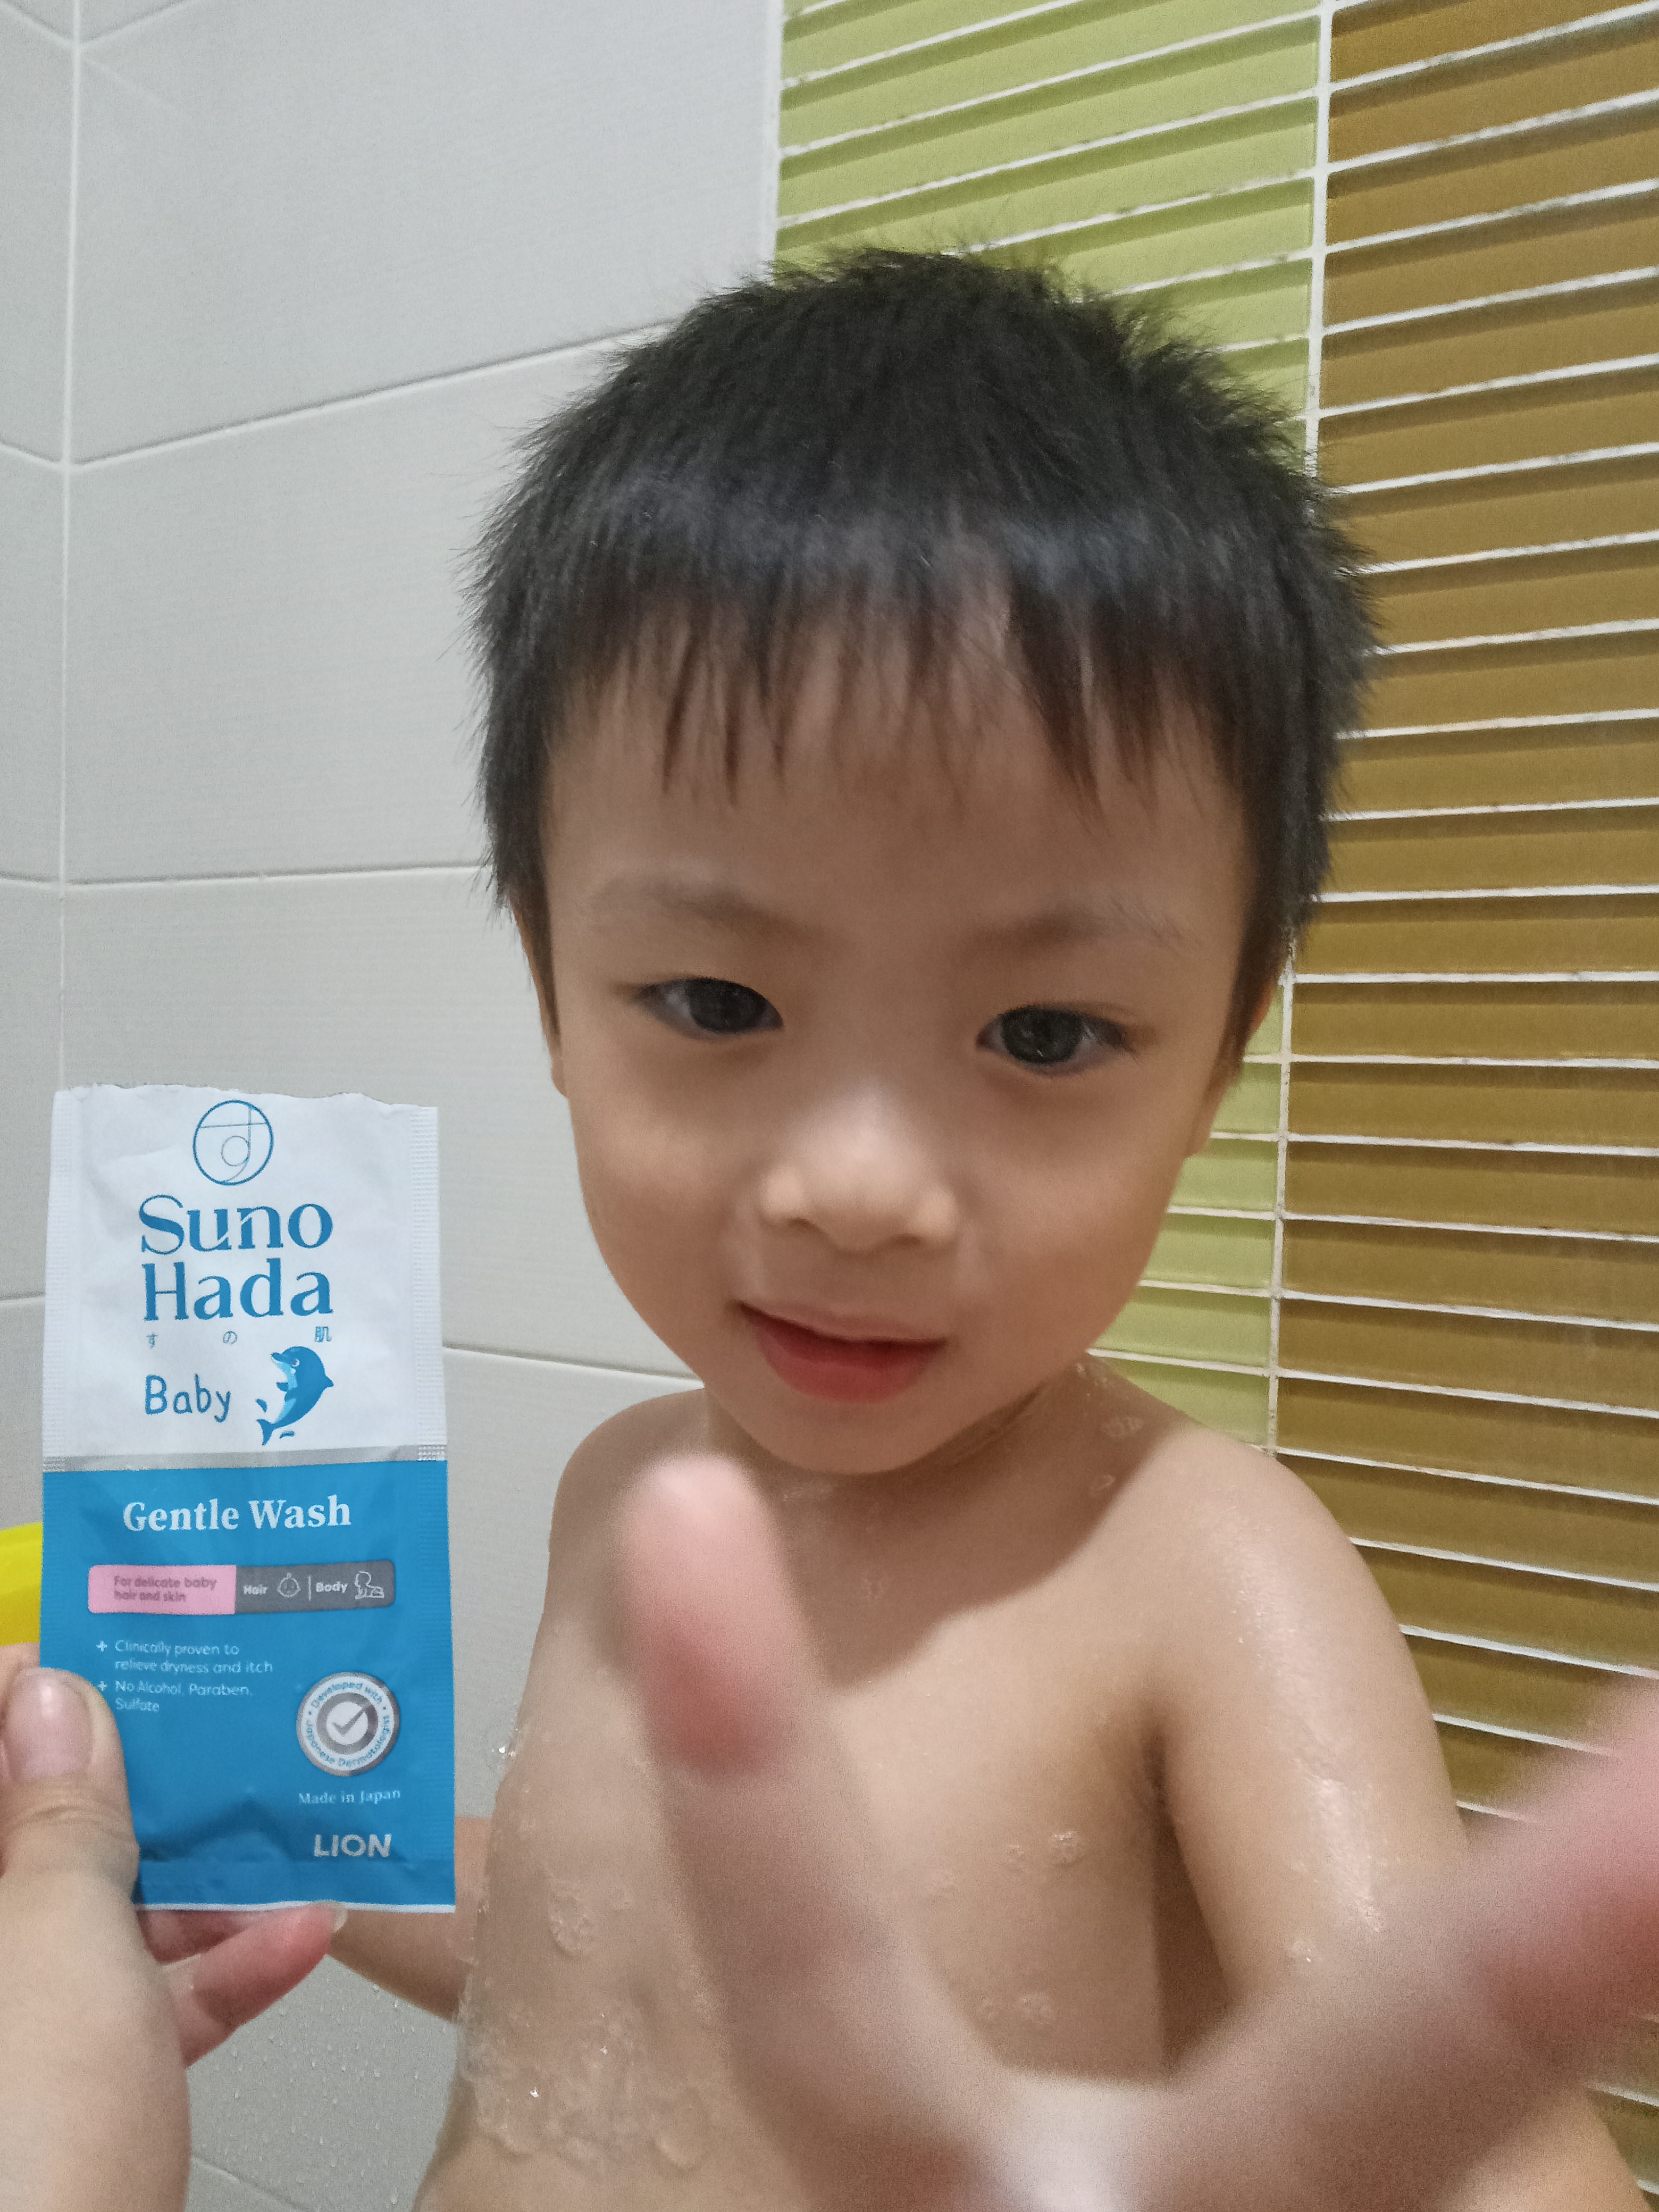 Suno
Hada
すの肌
Baby
Gentle Wash
For delicate baby
hair and skin
Hair | Body
+ Clinically proven to
relieve dryness and itch
+ No Alcohol, Paraben,
Sulfate
Developed with
Japanese Dermatologist
Made in Japan
LION